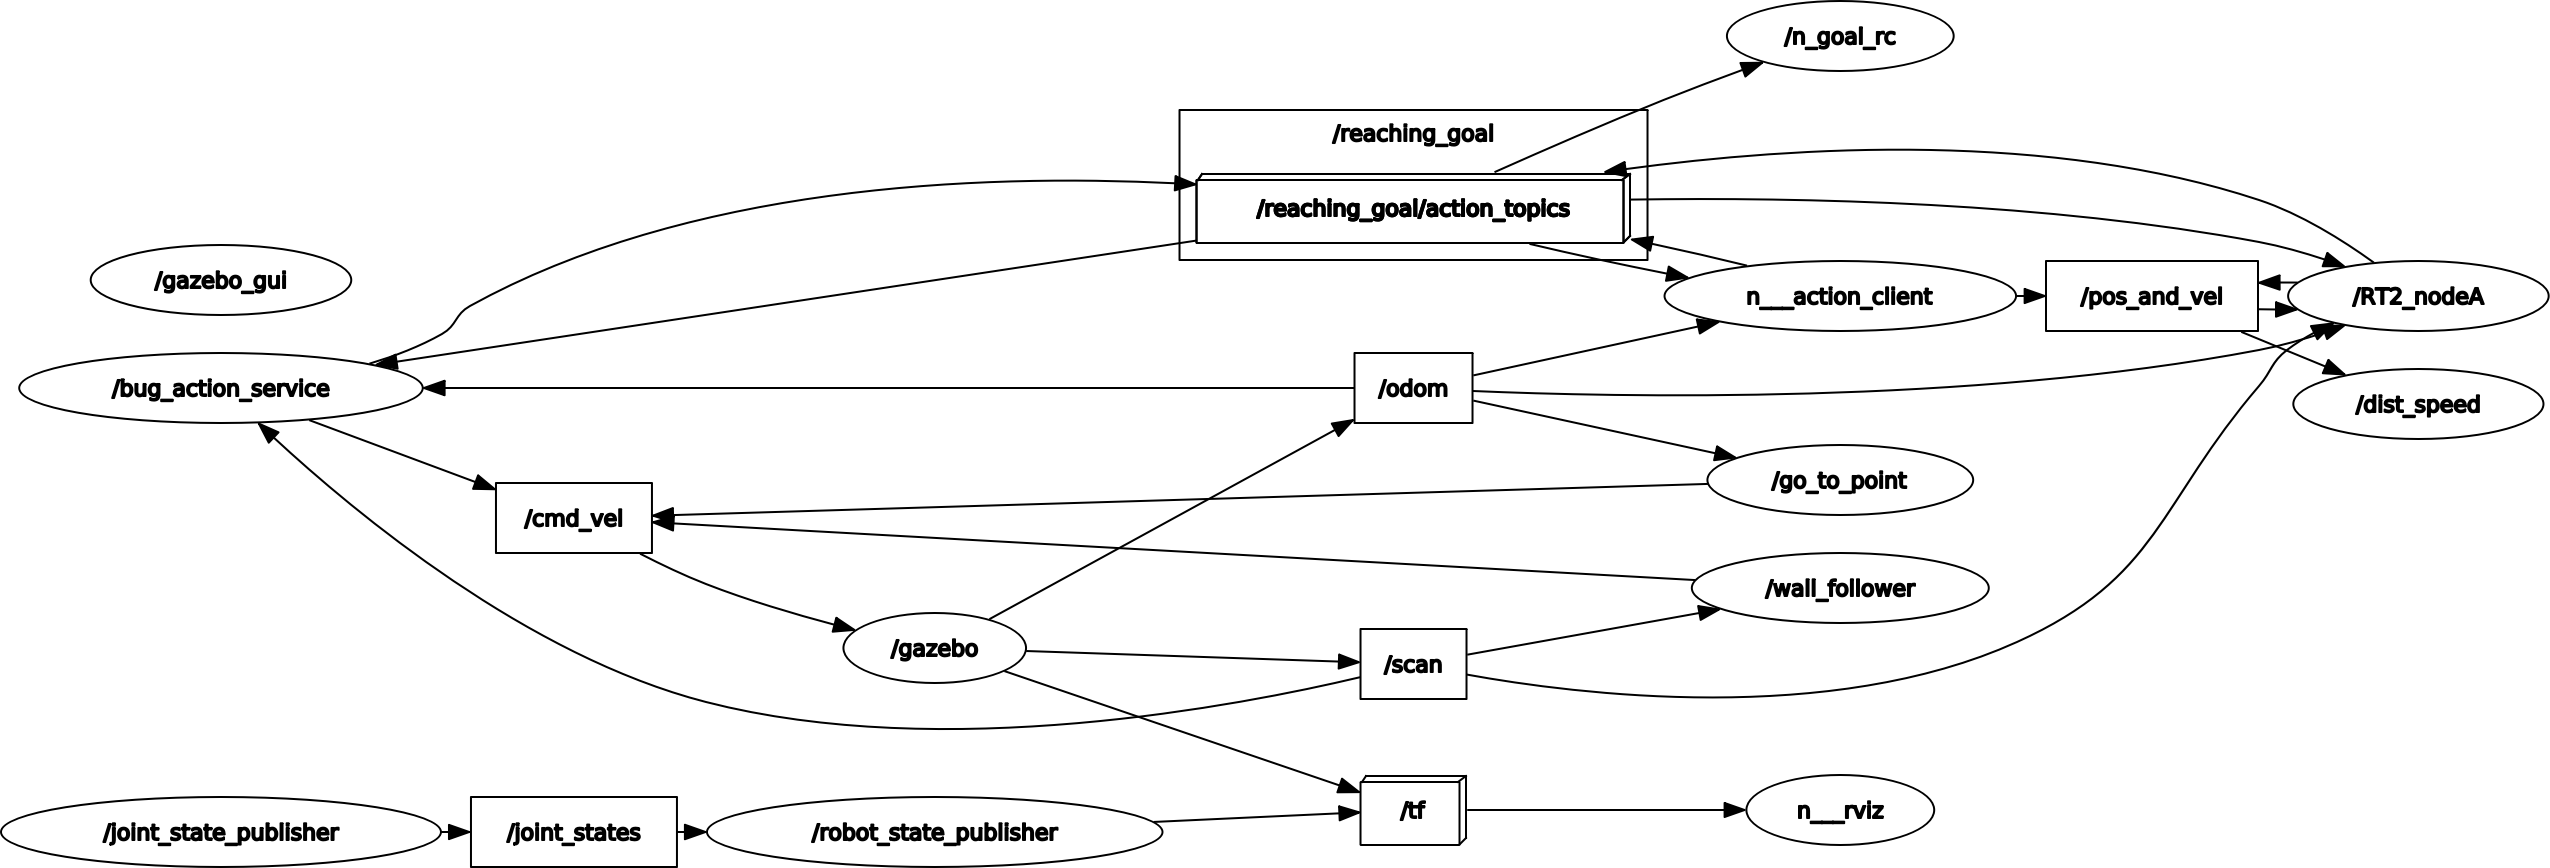 /n_goal_rc
/reaching_goal
/reaching_goal/action_topics
/gazebo_gui
n___action_client
/pos_and_vel
/RT2_nodeA
/bug_action_service
/odom
/dist_speed
/go_to_point
/cmd_vel
/wall_follower
/gazebo
/scan
/tf
n___rviz
/joint_state_publisher
/joint_states
/robot_state_publisher